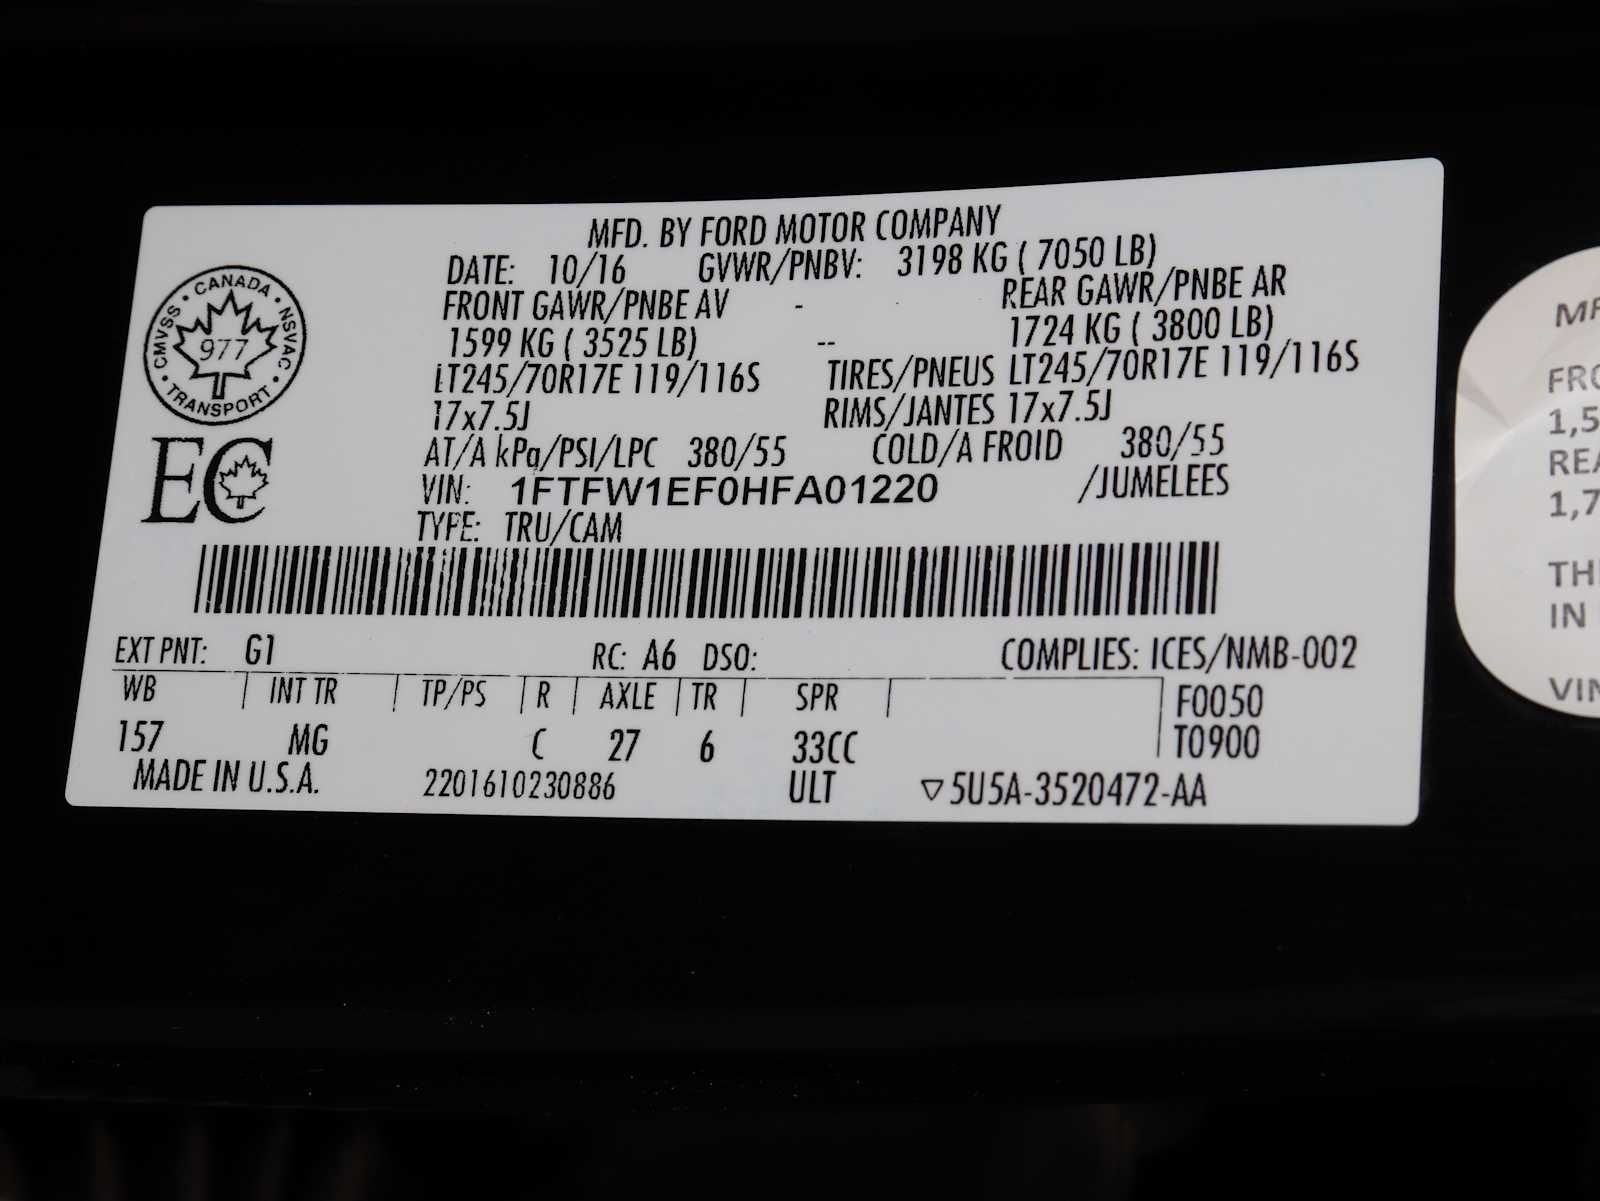 MFD. BY FORD MOTOR COMPANY
DATE: 10/16 GVWR/PNBV: 3198 KG ( 7050 LB)
FRONT GAWR/PNBE AV - REAR GAWR/PNBE AR
1599 KG ( 3525 LB) -- 1724 KG ( 3800 LB)
LT245/70R17E 119/116S TIRES/PNEUS LT245/70R17E 119/116S
17x7.5J RIMS/JANTES 17x7.5J
AT/A kPa/PSI/LPC 380/55 COLD/A FROID 380/55
VIN: 1FTFW1EF0HFA01220 /JUMELEES
TYPE: TRU/CAM
CANADA
CMVSS NSVAC
977
TRANSPORT
EC
EXT PNT: G1 RC: A6 DSO: COMPLIES: ICES/NMB-002
WB INT TR TP/PS R AXLE TR SPR F0050
157 MG C 27 6 33CC T0900
MADE IN U.S.A. 2201610230886 ULT ▽5U5A-3520472-AA
1,5
1,7
IN